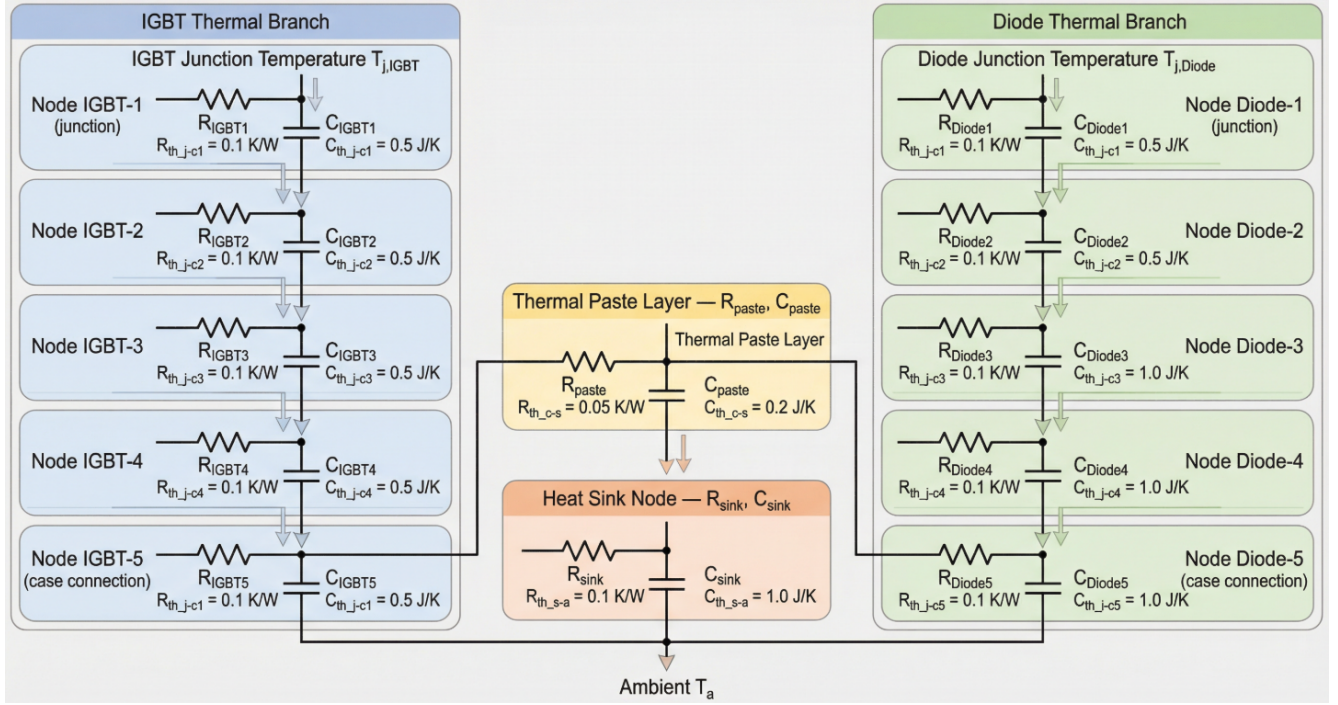 IGBT Thermal Branch
IGBT Junction Temperature T_j,IGBT
Node IGBT-1
(junction)
R_IGBT1
R_th_j-c1 = 0.1 K/W
C_IGBT1
C_th_j-c1 = 0.5 J/K
Node IGBT-2
R_IGBT2
R_th_j-c2 = 0.1 K/W
C_IGBT2
C_th_j-c2 = 0.5 J/K
Node IGBT-3
R_IGBT3
R_th_j-c3 = 0.1 K/W
C_IGBT3
C_th_j-c3 = 0.5 J/K
Node IGBT-4
R_IGBT4
R_th_j-c4 = 0.1 K/W
C_IGBT4
C_th_j-c4 = 0.5 J/K
Node IGBT-5
(case connection)
R_IGBT5
R_th_j-c1 = 0.1 K/W
C_IGBT5
C_th_j-c1 = 0.5 J/K
Thermal Paste Layer — R_paste, C_paste
Thermal Paste Layer
R_paste
R_th_c-s = 0.05 K/W
C_paste
C_th_c-s = 0.2 J/K
Heat Sink Node — R_sink, C_sink
R_sink
R_th_s-a = 0.1 K/W
C_sink
C_th_s-a = 1.0 J/K
Ambient T_a
Diode Thermal Branch
Diode Junction Temperature T_j,Diode
R_Diode1
R_th_j-c1 = 0.1 K/W
C_Diode1
C_th_j-c1 = 0.5 J/K
Node Diode-1
(junction)
R_Diode2
R_th_j-c2 = 0.1 K/W
C_Diode2
C_th_j-c2 = 0.5 J/K
Node Diode-2
R_Diode3
R_th_j-c3 = 0.1 K/W
C_Diode3
C_th_j-c3 = 1.0 J/K
Node Diode-3
R_Diode4
R_th_j-c4 = 0.1 K/W
C_Diode4
C_th_j-c4 = 1.0 J/K
Node Diode-4
R_Diode5
R_th_j-c5 = 0.1 K/W
C_Diode5
C_th_j-c5 = 1.0 J/K
Node Diode-5
(case connection)